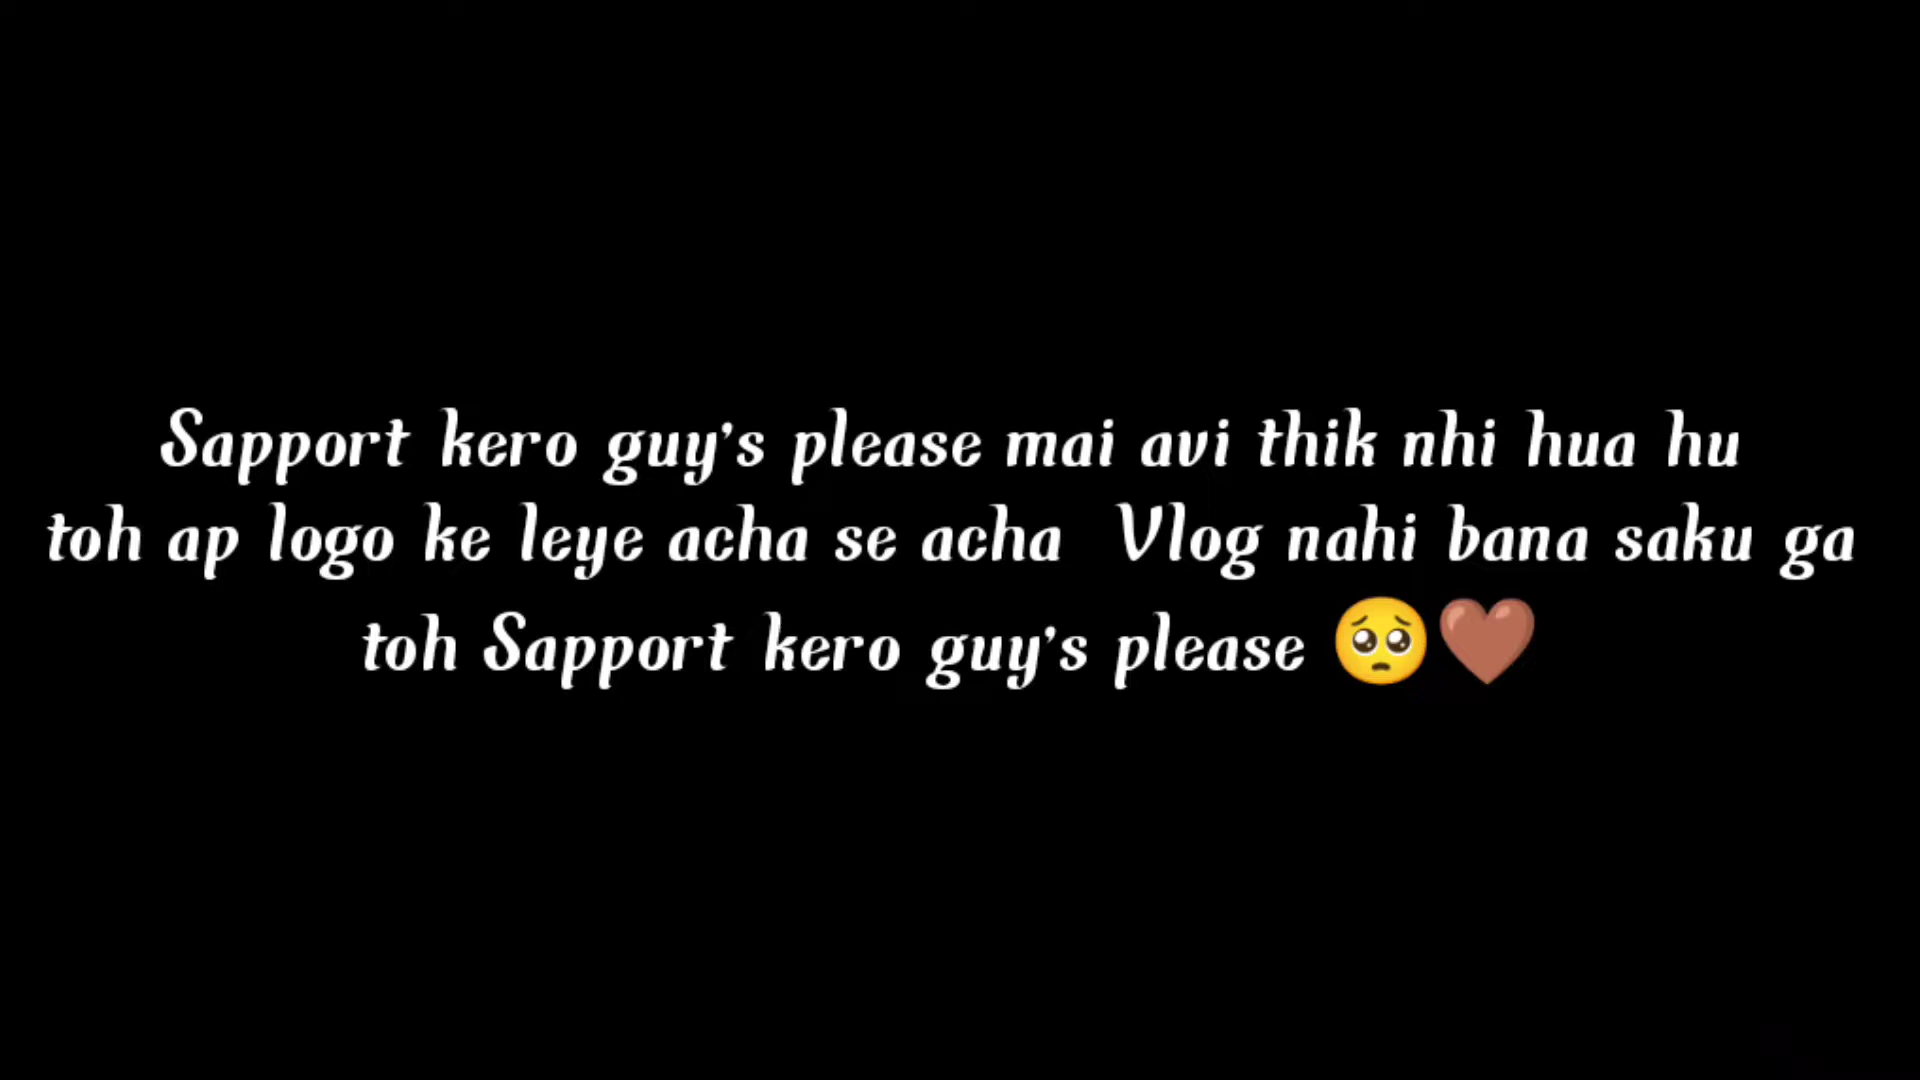 Sapport kero guy's please mai avi thik nhi hua hu
toh ap logo ke leye acha se acha Vlog nahi bana saku ga
toh Sapport kero guy's please 🥺🤎